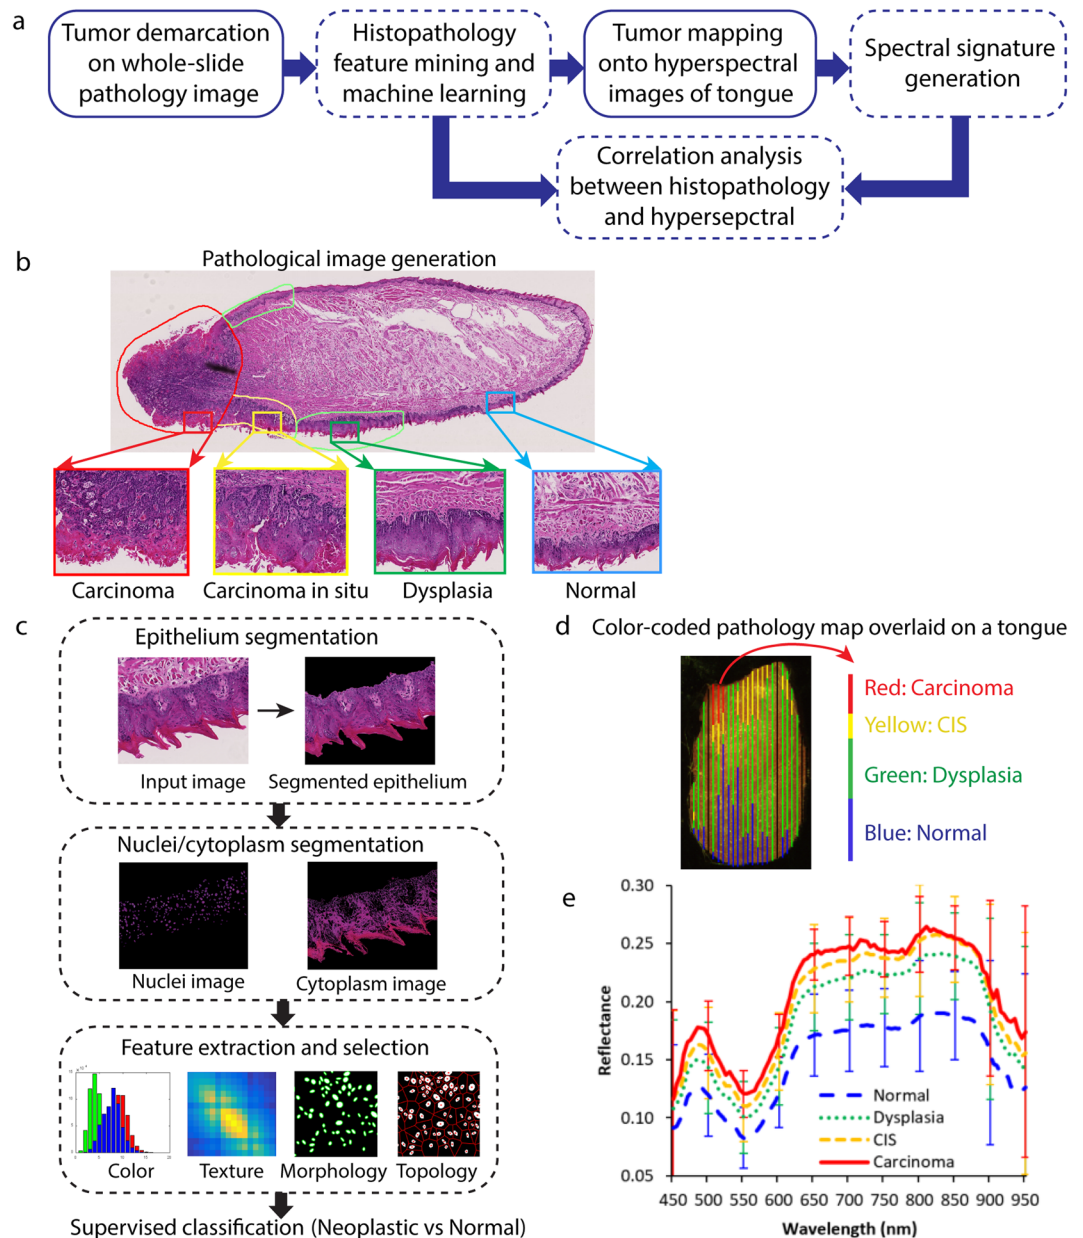 a
Tumor demarcation
on whole-slide
pathology image
Histopathology
feature mining and
machine learning
Tumor mapping
onto hyperspectral
images of tongue
Spectral signature
generation
Correlation analysis
between histopathology
and hypersepctral
b
Pathological image generation
Carcinoma
Carcinoma in situ
Dysplasia
Normal
c
Epithelium segmentation
Input image
Segmented epithelium
Nuclei/cytoplasm segmentation
Nuclei image
Cytoplasm image
Feature extraction and selection
Color
Texture
Morphology
Topology
Supervised classification (Neoplastic vs Normal)
d
Color-coded pathology map overlaid on a tongue
Red: Carcinoma
Yellow: CIS
Green: Dysplasia
Blue: Normal
e
0.30
0.25
0.20
0.15
0.10
0.05
Reflectance
Normal
Dysplasia
CIS
Carcinoma
450 500 550 600 650 700 750 800 850 900 950
Wavelength (nm)